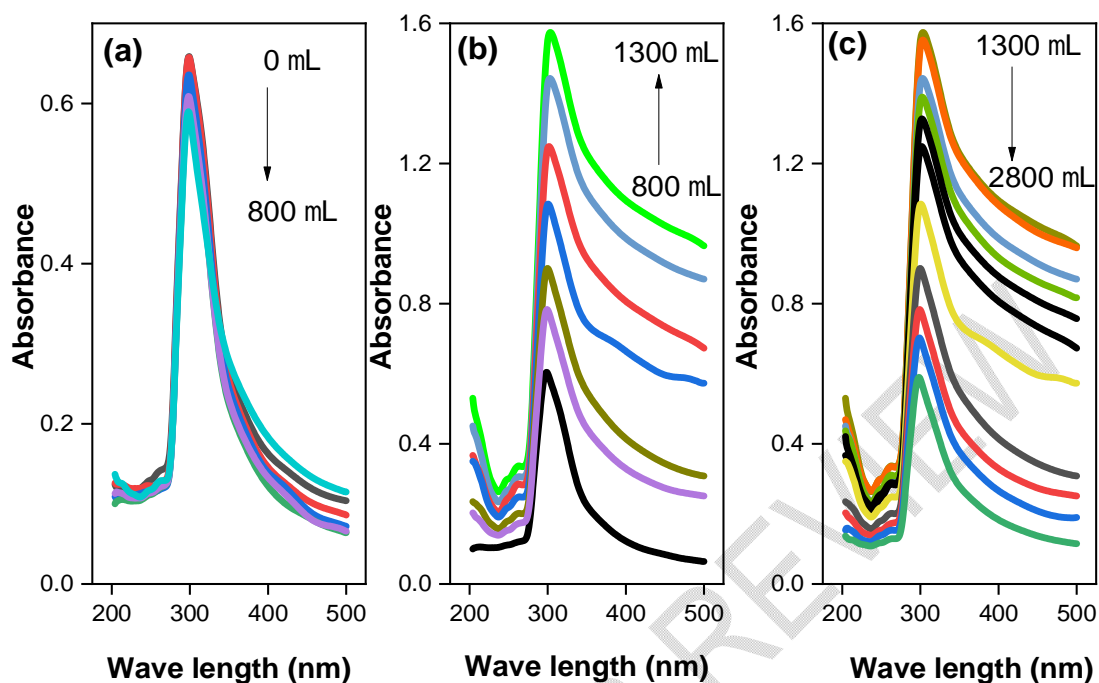 (a)
0 mL
800 mL
0.6
0.4
0.2
0.0
200 300 400 500
Absorbance
Wave length (nm)
(b)
1300 mL
800 mL
1.6
1.2
0.8
0.4
0.0
200 300 400 500
Absorbance
Wave length (nm)
(c)
1300 mL
2800 mL
1.6
1.2
0.8
0.4
0.0
200 300 400 500
Absorbance
Wave length (nm)
REVIEW